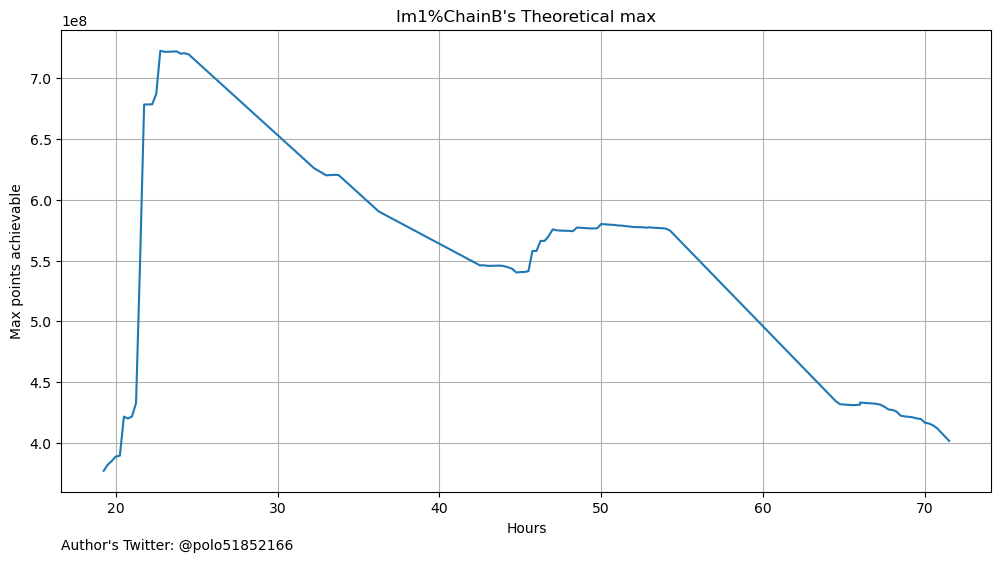 Im1%ChainB's Theoretical max
1e8
Max points achievable
7.0
6.5
6.0
5.5
5.0
4.5
4.0
20 30 40 50 60 70
Hours
Author's Twitter: @polo51852166